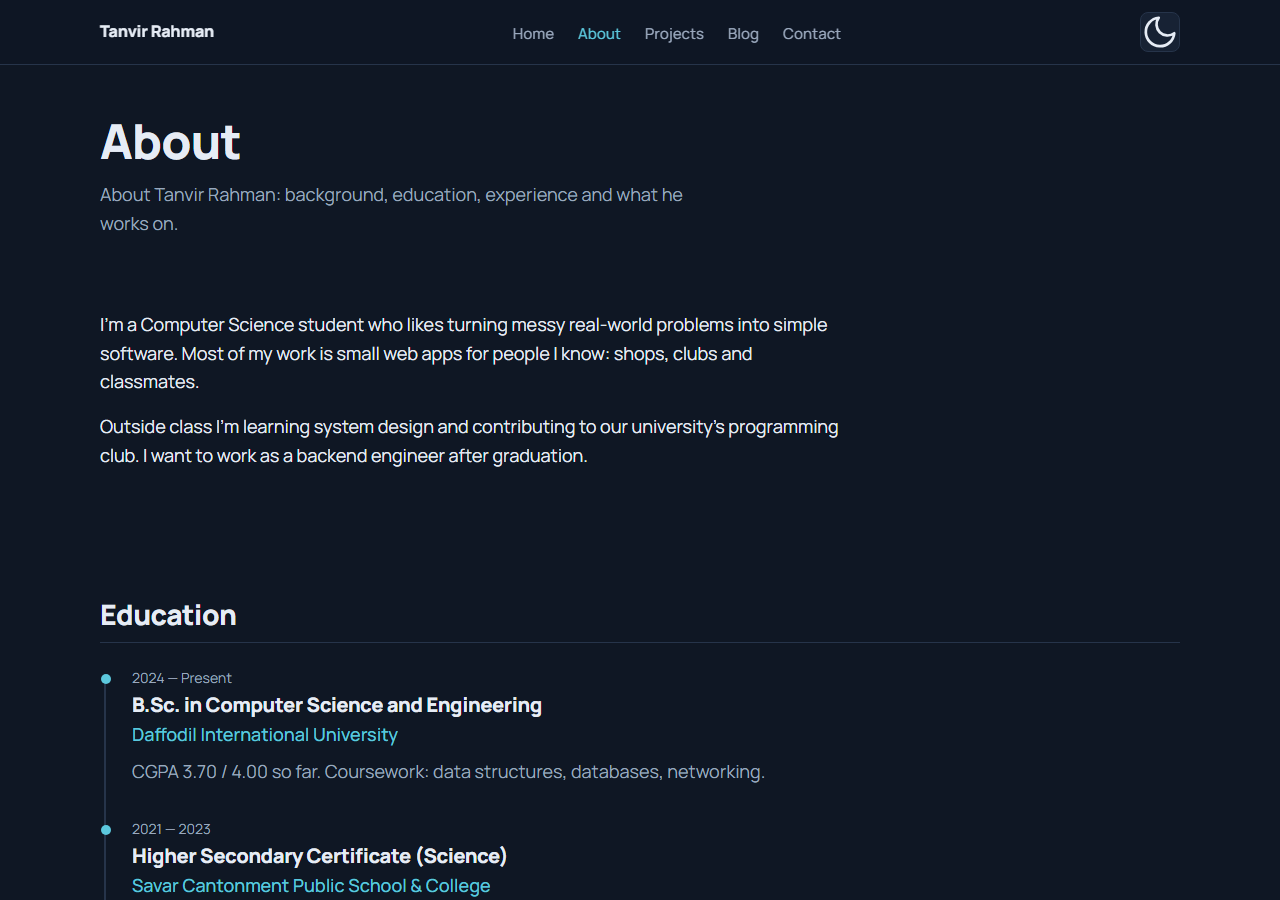 Tanvir Rahman
Home About Projects Blog Contact
About
About Tanvir Rahman: background, education, experience and what he
works on.
I'm a Computer Science student who likes turning messy real-world problems into simple
software. Most of my work is small web apps for people I know: shops, clubs and
classmates.
Outside class I'm learning system design and contributing to our university's programming
club. I want to work as a backend engineer after graduation.
Education
2024 — Present
B.Sc. in Computer Science and Engineering
Daffodil International University
CGPA 3.70 / 4.00 so far. Coursework: data structures, databases, networking.
2021 — 2023
Higher Secondary Certificate (Science)
Savar Cantonment Public School & College